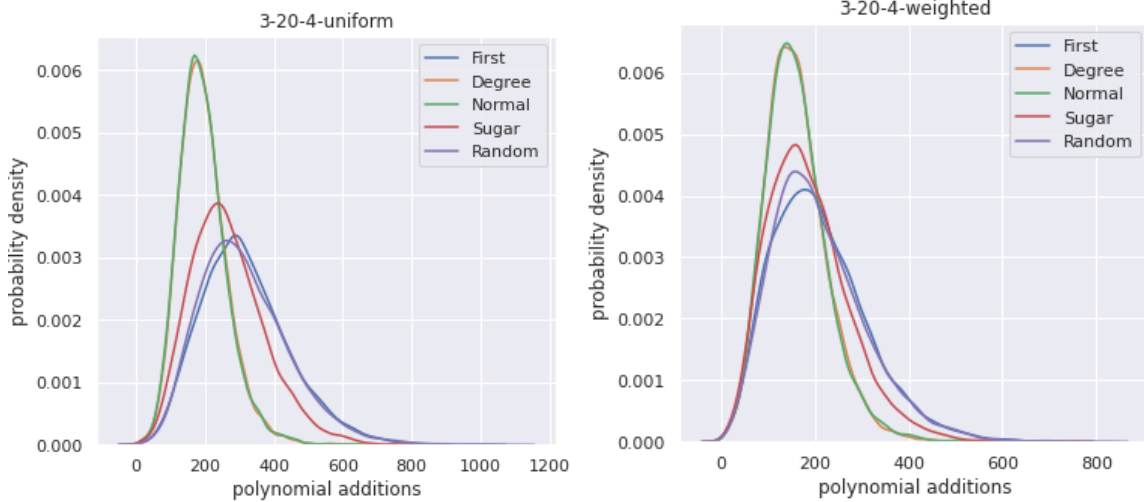 3-20-4-uniform
First
Degree
Normal
Sugar
Random
probability density
0.006
0.005
0.004
0.003
0.002
0.001
0.000
0 200 400 600 800 1000 1200
polynomial additions
3-20-4-weighted
First
Degree
Normal
Sugar
Random
probability density
0.006
0.005
0.004
0.003
0.002
0.001
0.000
0 200 400 600 800
polynomial additions